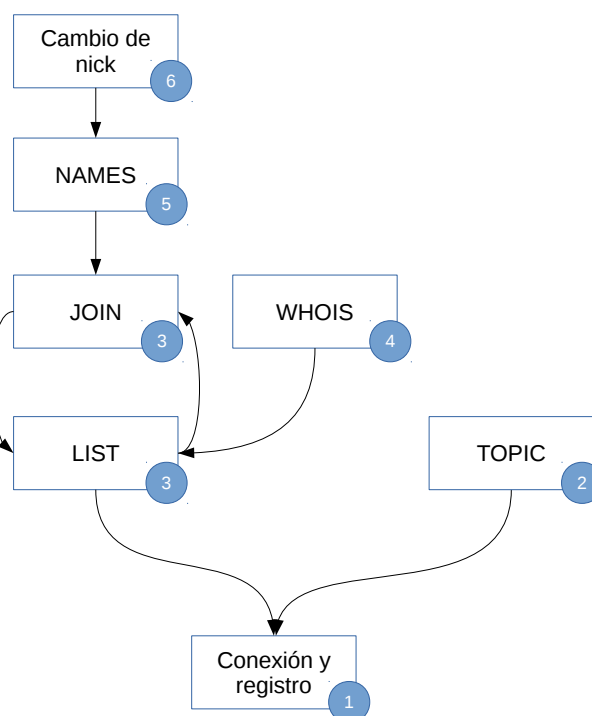 Cambio de
nick
6
NAMES
5
JOIN
3
WHOIS
4
LIST
3
TOPIC
2
Conexión y
registro
1